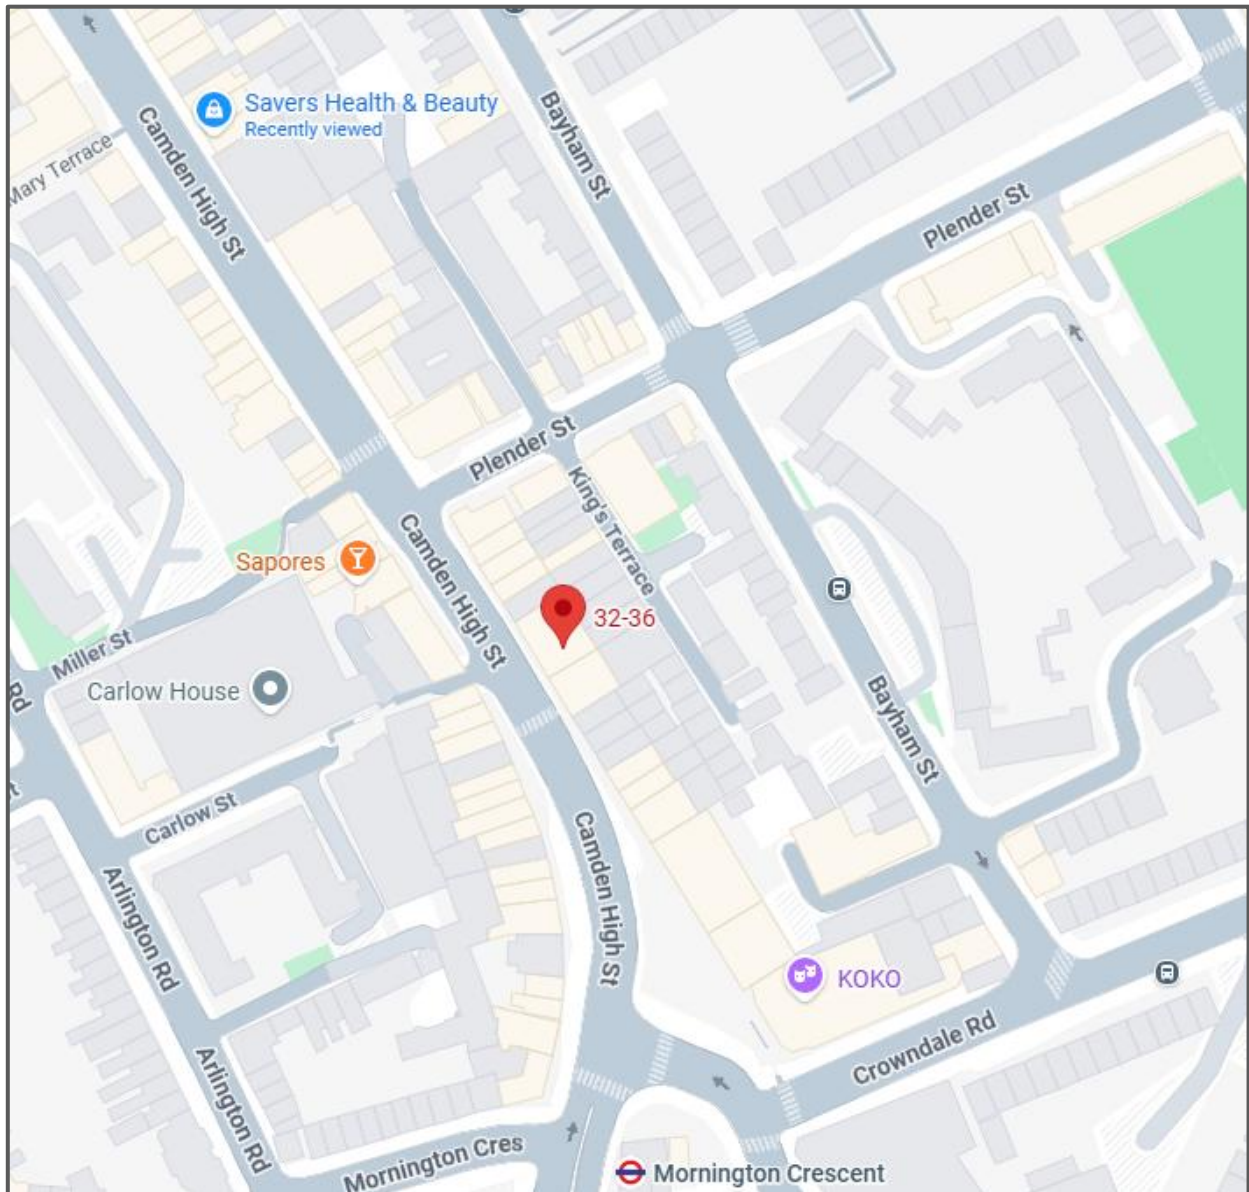 Savers Health & Beauty
Recently viewed
Bayham St
Camden High St
Mary Terrace
Plender St
Plender St
King's Terrace
Camden High St
Sapores
32-36
Miller St
Rd
Carlow House
Bayham St
Carlow St
Camden High St
Arlington Rd
KOKO
Crowndale Rd
Arlington Rd
Mornington Cres
Mornington Crescent